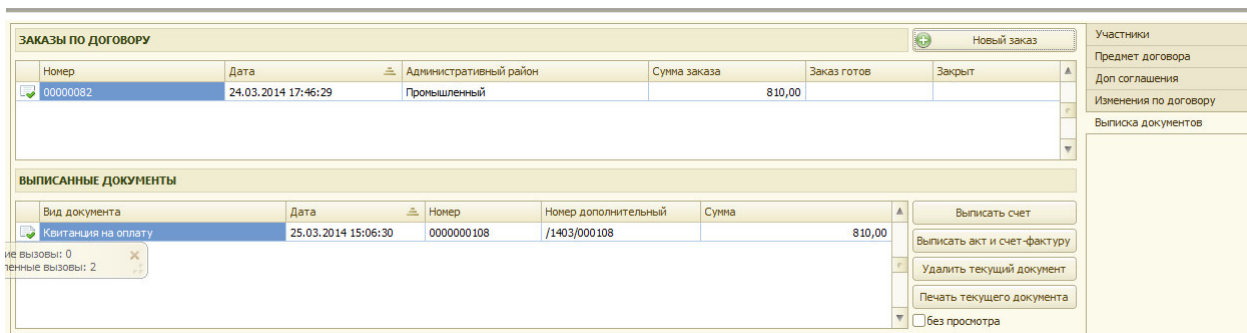 ЗАКАЗЫ ПО ДОГОВОРУ
Новый заказ
Номер Дата Административный район Сумма заказа Заказ готов Закрыт
00000082 24.03.2014 17:46:29 Промышленный 810,00
Участники
Предмет договора
Доп соглашения
Изменения по договору
Выписка документов
ВЫПИСАННЫЕ ДОКУМЕНТЫ
Вид документа Дата Номер Номер дополнительный Сумма
Квитанция на оплату 25.03.2014 15:06:30 0000000108 /1403/000108 810,00
ие вызовы: 0
ленные вызовы: 2
Выписать счет
Выписать акт и счет-фактуру
Удалить текущий документ
Печать текущего документа
без просмотра